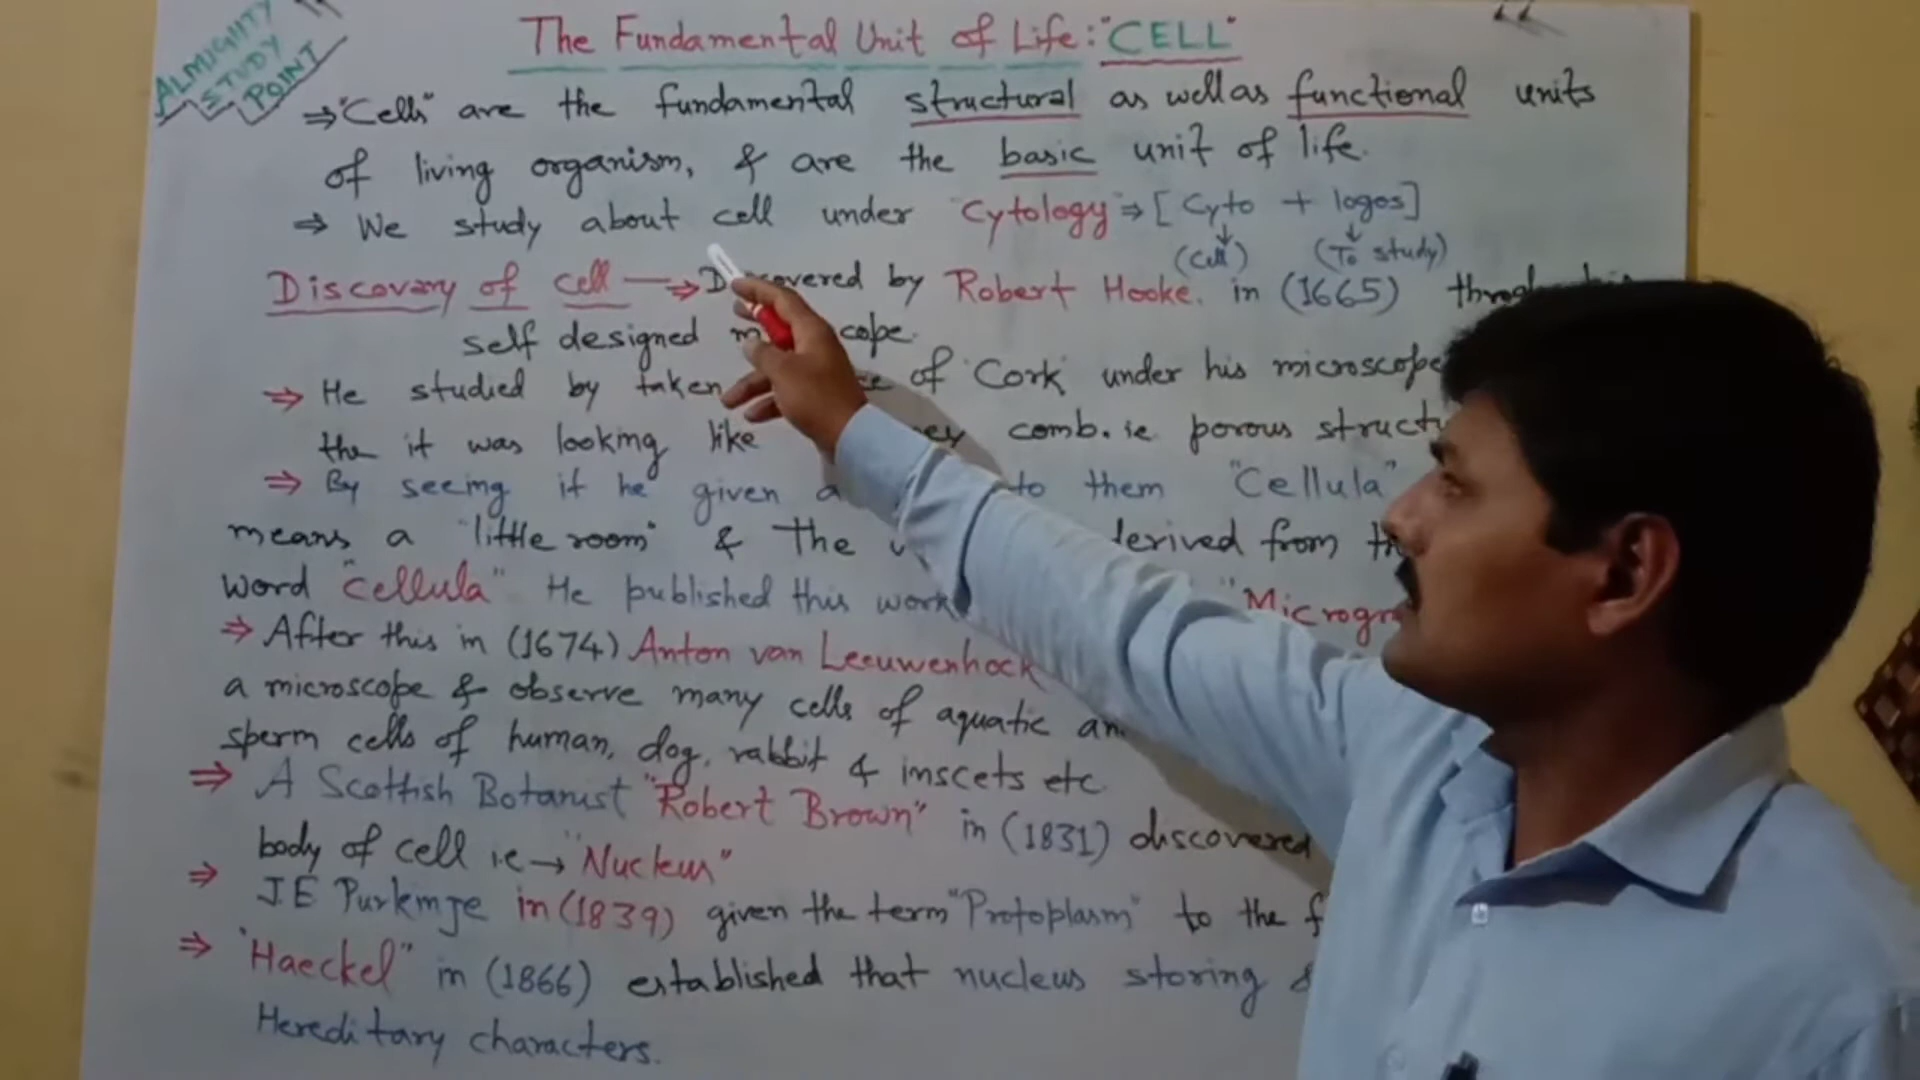 ALMIGHTY
STUDY
POINT
The Fundamental Unit of Life: "CELL"
⇒ "Cells" are the fundamental structural as well as functional units
of living organism, & are the basic unit of life.
⇒ We study about cell under "Cytology" ⇒ [Cyto + logos]
(Cell) (To study)
Discovery of cell → Discovered by Robert Hooke. in (1665) through
self designed cope.
⇒ He studied by taken of "Cork" under his microscope
the it was looking like comb. ie. porous
⇒ By seeing it he given a to them "Cellula"
means a "little room" & The derived from
word "Cellula" He published this work
⇒ After this in (1674) Anton van Leeuwenhock
a microscope & observe many cells of aquatic
sperm cells of human, dog, rabbit & inscets etc.
⇒ A Scottish Botanist "Robert Brown" in (1831) discovered
body of cell i.e → "Nucleus"
⇒ J.E Purkinje in (1839) given the term "Protoplasm" to the
⇒ "Haeckel" in (1866) established that nucleus storing &
Hereditary characters.